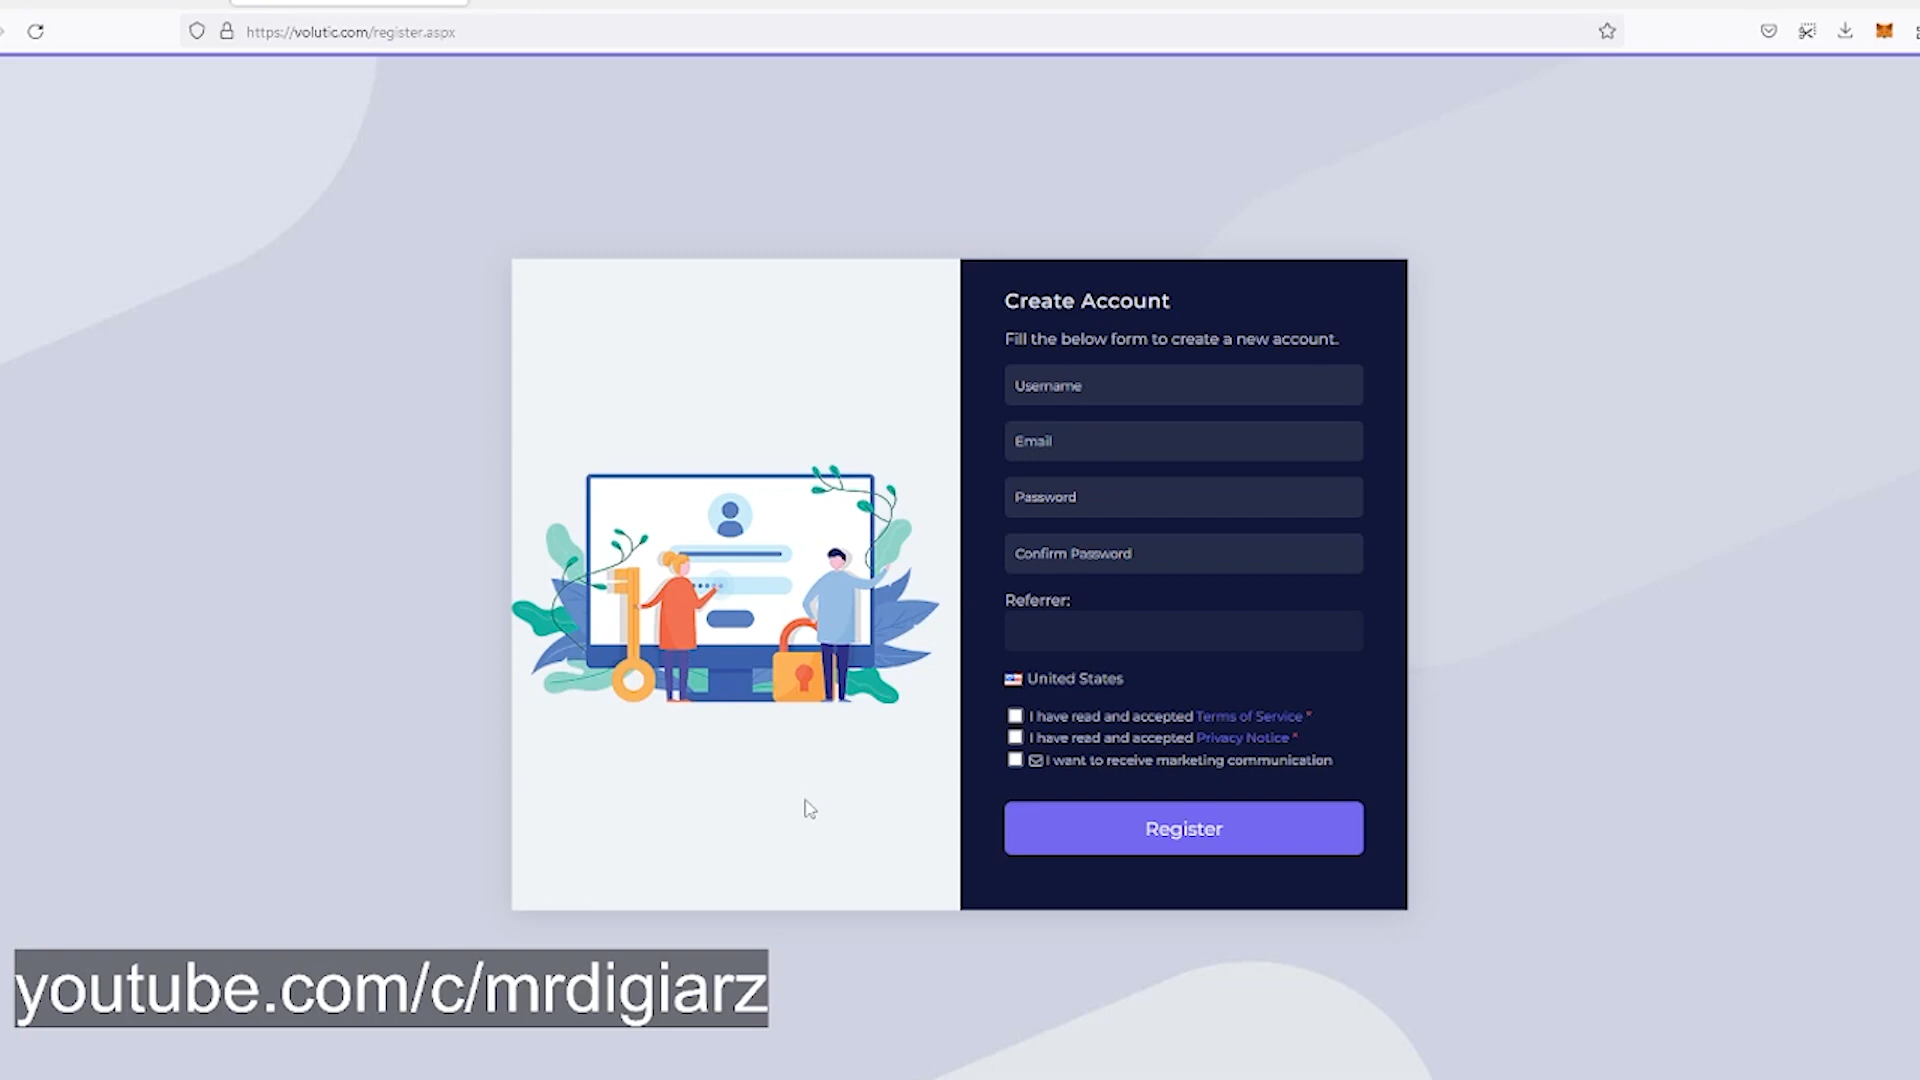 https://volutic.com/register.aspx
Create Account
Fill the below form to create a new account.
Username
Email
Password
Confirm Password
Referrer:
United States
I have read and accepted Terms of Service *
I have read and accepted Privacy Notice *
I want to receive marketing communication
Register
youtube.com/c/mrdigiarz